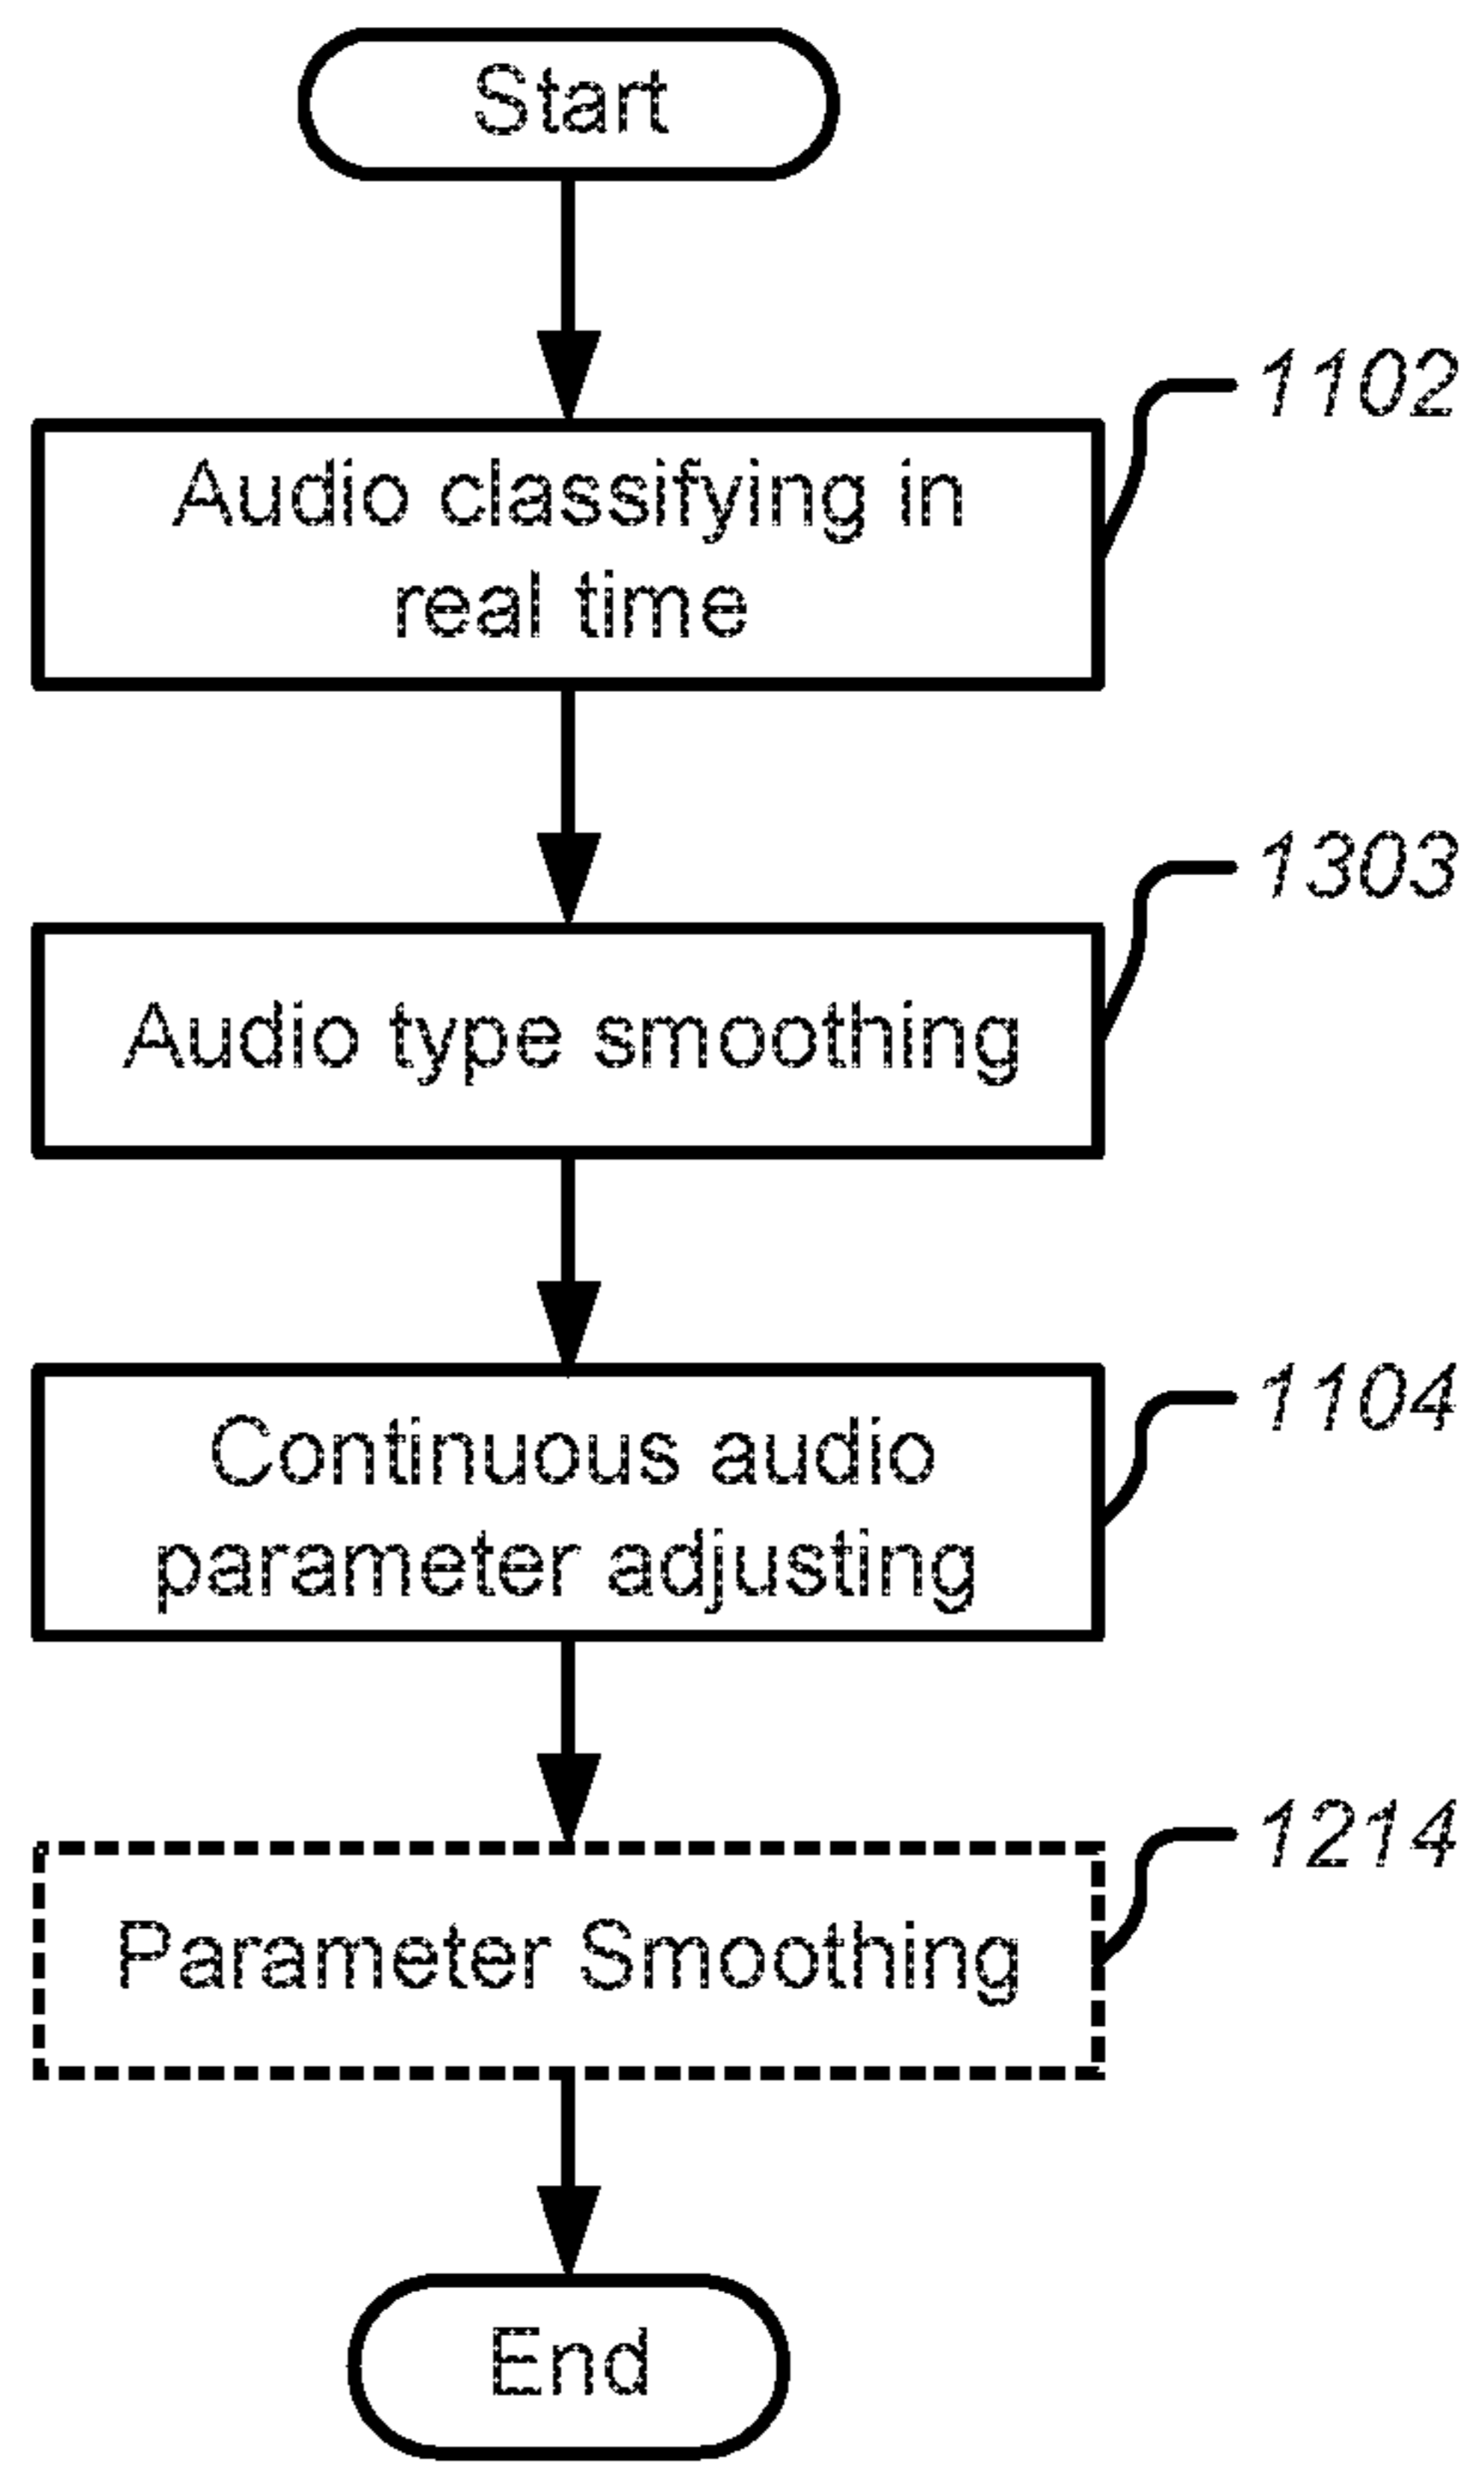 Start
1102
Audio classifying in
real time
1303
Audio type smoothing
1104
Continuous audio
parameter adjusting
1214
Parameter Smoothing
End